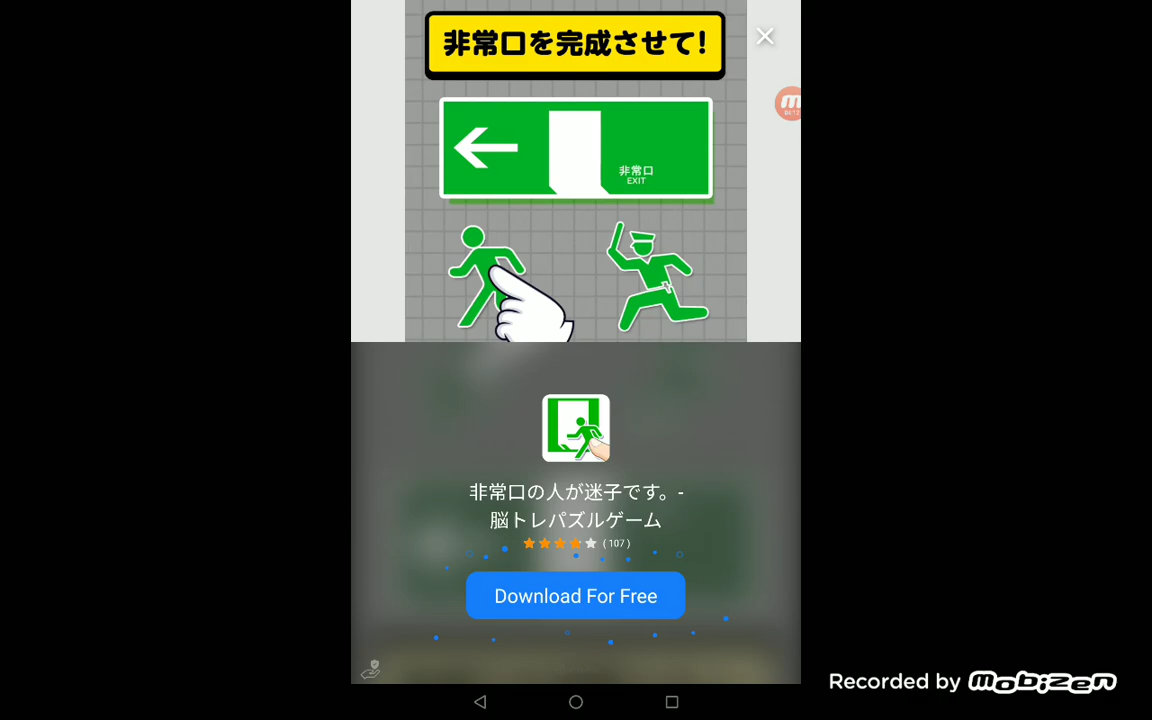 非常口を完成させて!
非常口
EXIT
04:12
非常口の人が迷子です。-
脳トレパズルゲーム
(107)
Download For Free
Recorded by mobizen